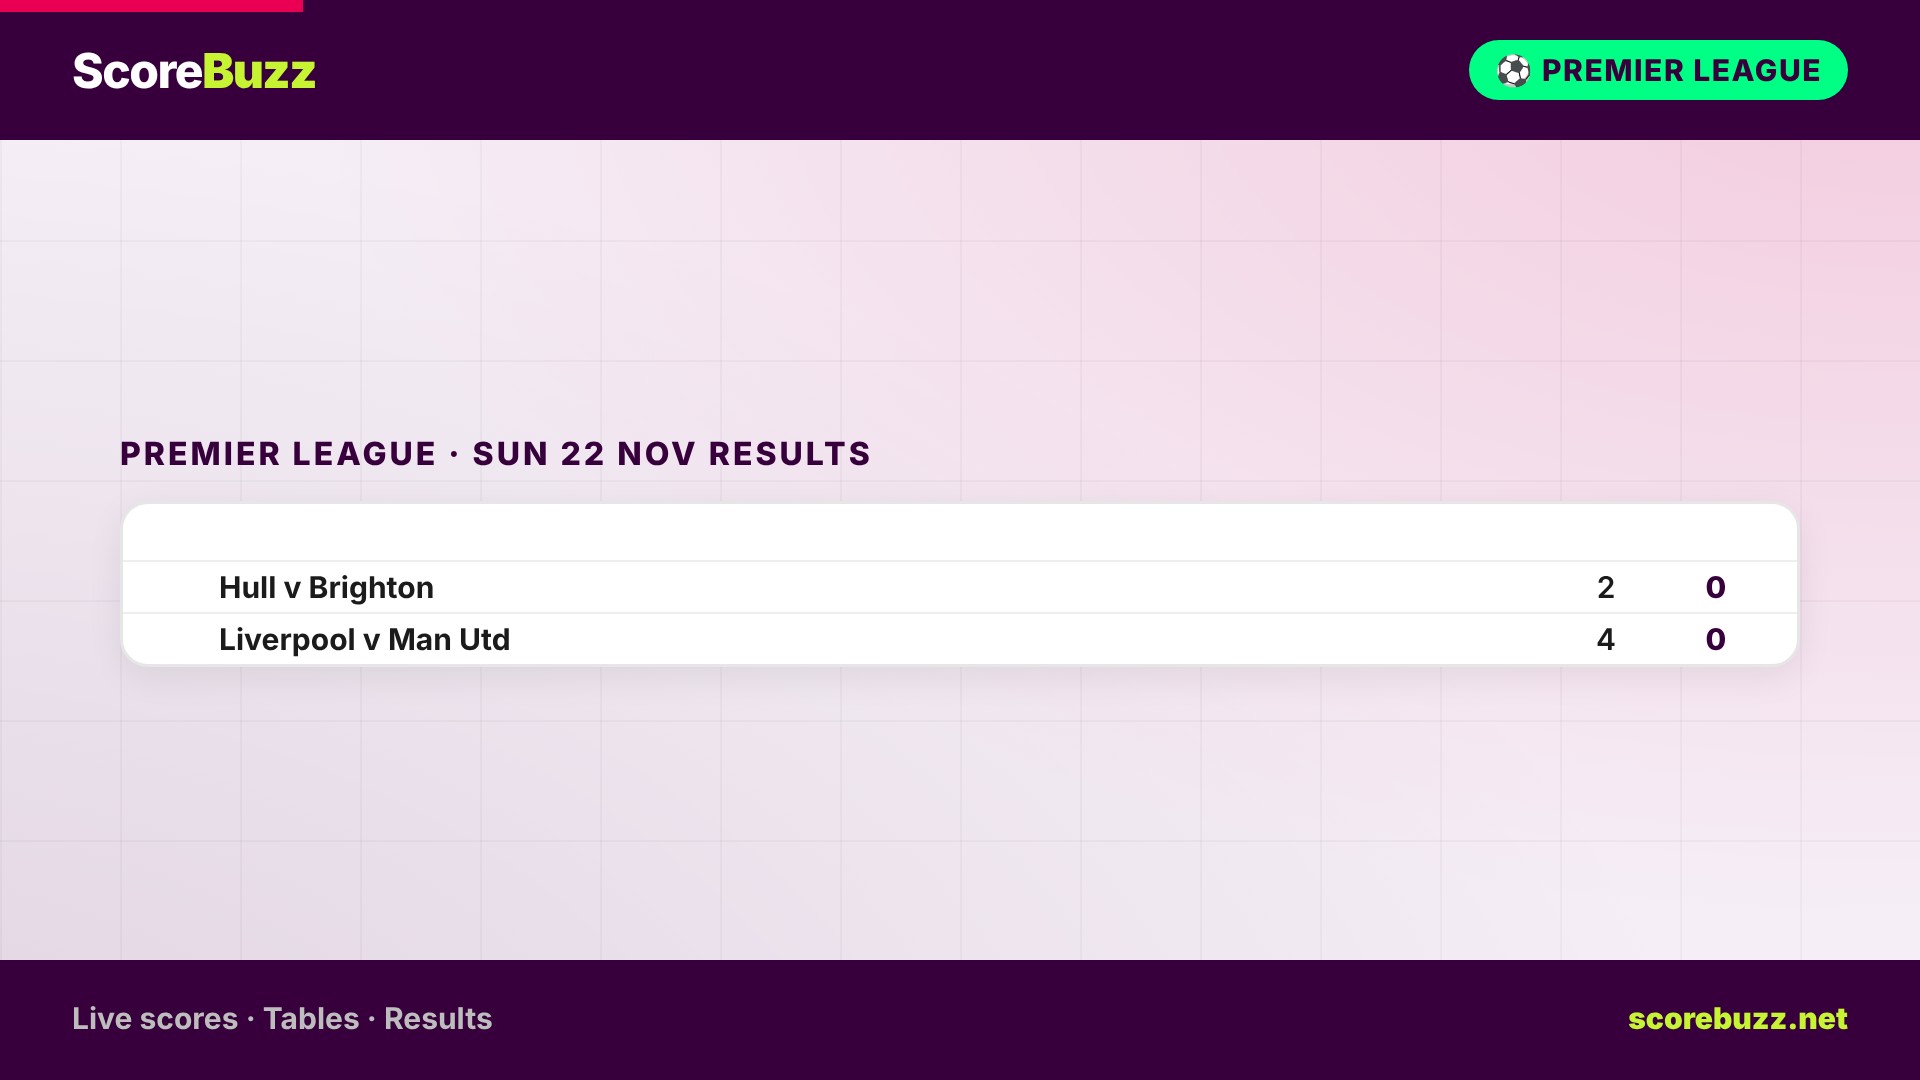 ScoreBuzz
⚽ PREMIER LEAGUE
PREMIER LEAGUE · SUN 22 NOV RESULTS
Hull v Brighton 2 0
Liverpool v Man Utd 4 0
Live scores · Tables · Results
scorebuzz.net